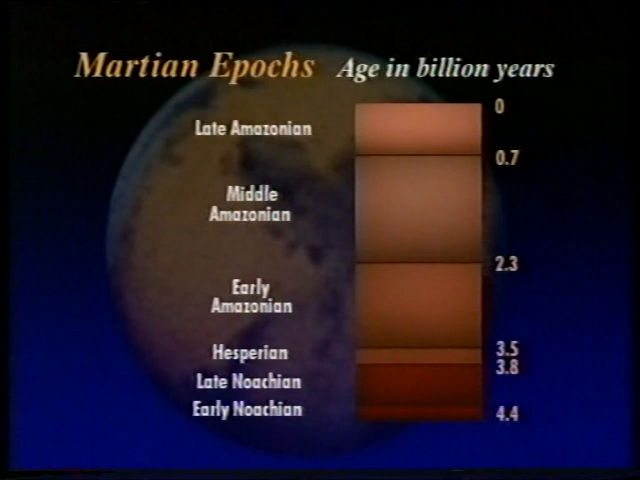 Martian Epochs Age in billion years
0
Late Amazonian
0.7
Middle
Amazonian
2.3
Early
Amazonian
3.5
Hesperian
3.8
Late Noachian
Early Noachian
4.4